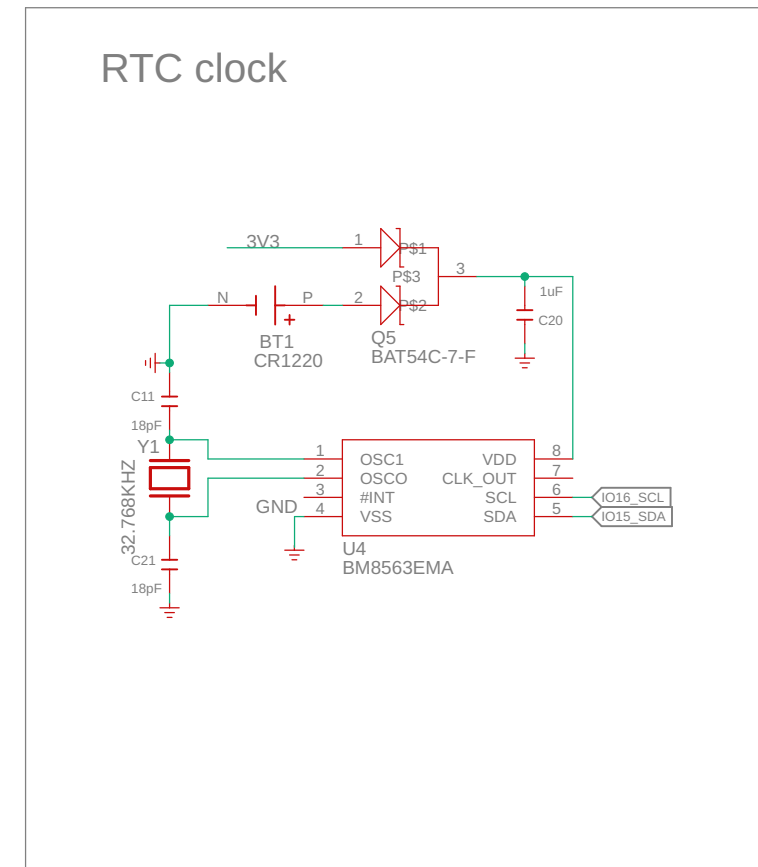 RTC clock
3V3
1
P$1
P$3
3
N
P
2
P$2
1uF
C20
BT1
CR1220
Q5
BAT54C-7-F
C11
18pF
Y1
32.768KHZ
1
OSC1
VDD
8
2
OSCO
CLK_OUT
7
3
#INT
SCL
6
IO16_SCL
GND
4
VSS
SDA
5
IO15_SDA
U4
BM8563EMA
C21
18pF